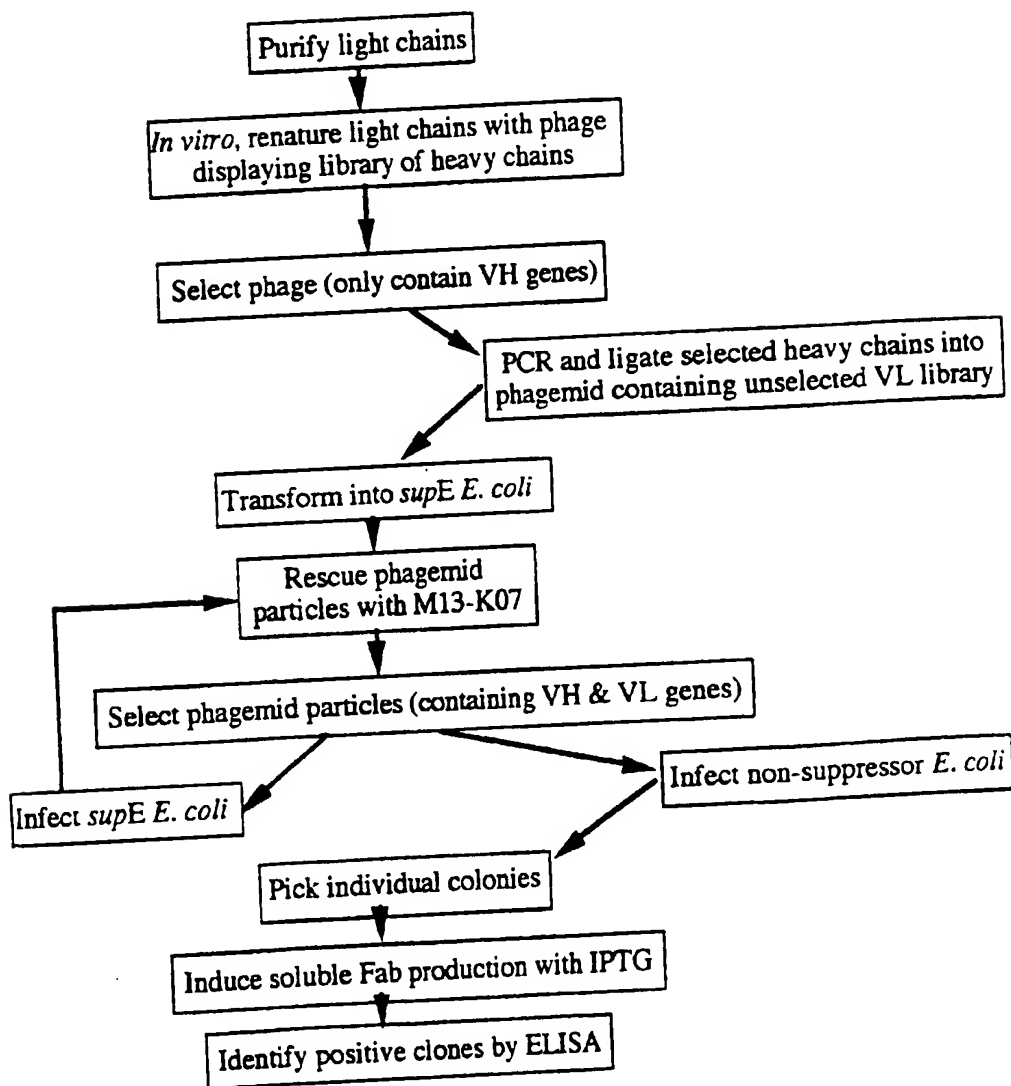 Purify light chains
In vitro, renature light chains with phage
displaying library of heavy chains
Select phage (only contain VH genes)
PCR and ligate selected heavy chains into
phagemid containing unselected VL library
Transform into supE E. coli
Rescue phagemid
particles with M13-K07
Select phagemid particles (containing VH & VL genes)
Infect non-suppressor E. coli
Infect supE E. coli
Pick individual colonies
Induce soluble Fab production with IPTG
Identify positive clones by ELISA